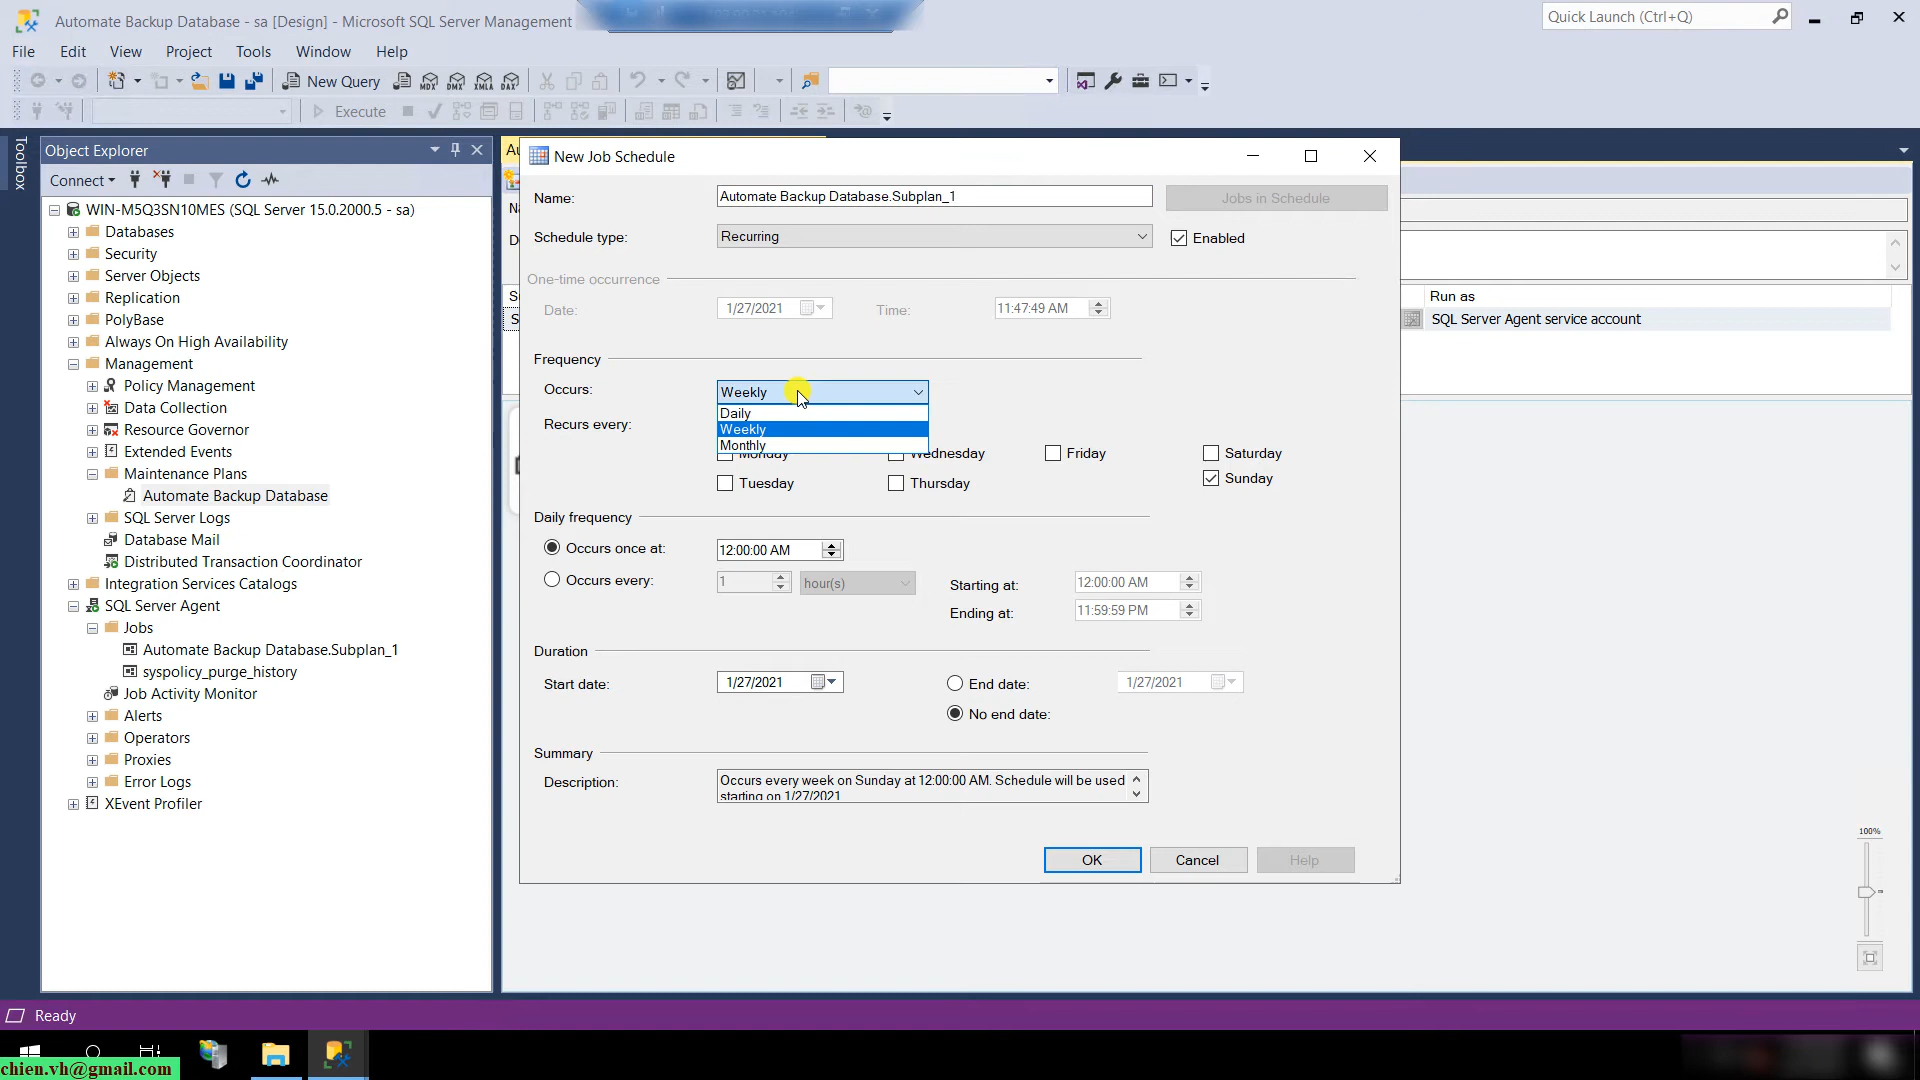 Automate Backup Database - sa [Design] - Microsoft SQL Server Management
Quick Launch (Ctrl+Q)
File Edit View Project Tools Window Help
New Query
MDX DMX XMLA DAX
Execute
Toolbox
Object Explorer
Connect
WIN-M5Q3SN10MES (SQL Server 15.0.2000.5 - sa)
Databases
Security
Server Objects
Replication
PolyBase
Always On High Availability
Management
Policy Management
Data Collection
Resource Governor
Extended Events
Maintenance Plans
Automate Backup Database
SQL Server Logs
Database Mail
Distributed Transaction Coordinator
Integration Services Catalogs
SQL Server Agent
Jobs
Automate Backup Database.Subplan_1
syspolicy_purge_history
Job Activity Monitor
Alerts
Operators
Proxies
Error Logs
XEvent Profiler
New Job Schedule
Name: Automate Backup Database.Subplan_1 Jobs in Schedule
Schedule type: Recurring Enabled
One-time occurrence
Date: 1/27/2021 Time: 11:47:49 AM
Frequency
Occurs: Weekly
Daily
Weekly
Monthly
Recurs every:
Monday Wednesday Friday Saturday
Tuesday Thursday Sunday
Daily frequency
Occurs once at: 12:00:00 AM
Occurs every: 1 hour(s) Starting at: 12:00:00 AM
Ending at: 11:59:59 PM
Duration
Start date: 1/27/2021 End date: 1/27/2021
No end date:
Summary
Description: Occurs every week on Sunday at 12:00:00 AM. Schedule will be used
starting on 1/27/2021
OK Cancel Help
Run as
SQL Server Agent service account
100%
Ready
chien.vh@gmail.com